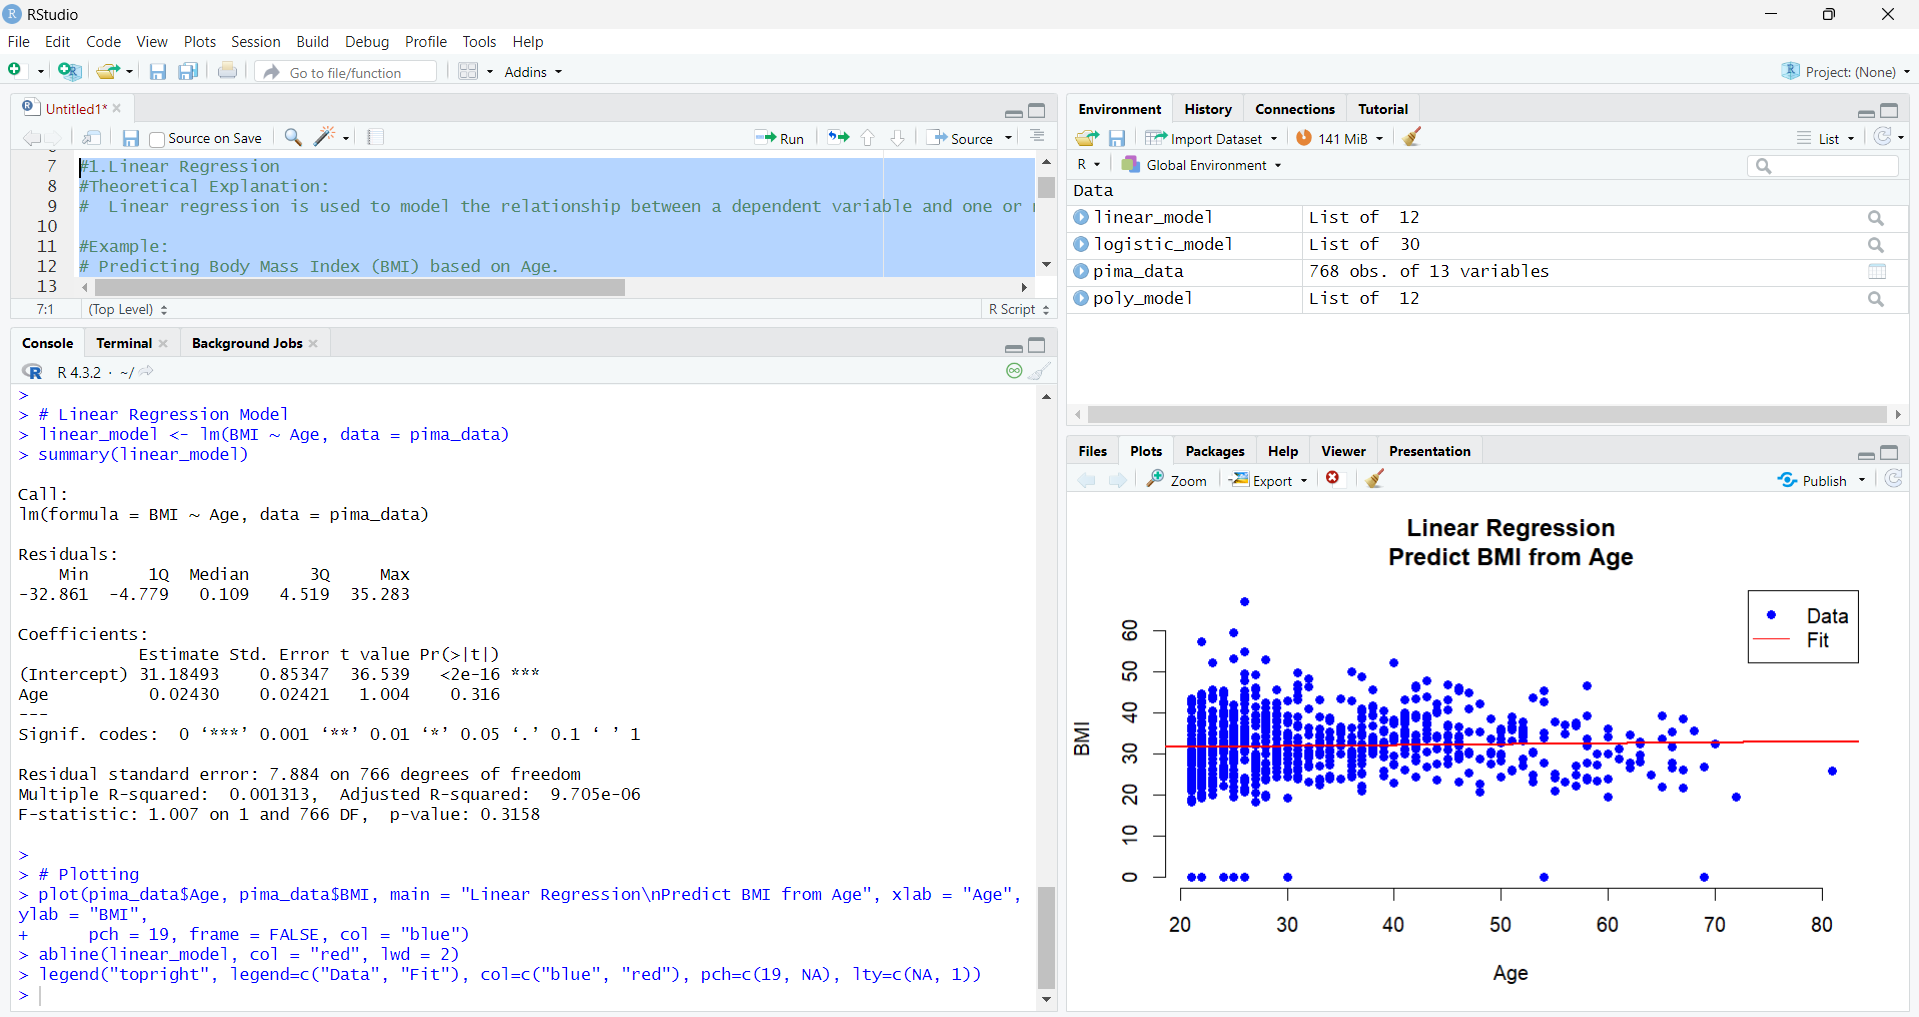 RStudio
File Edit Code View Plots Session Build Debug Profile Tools Help
Go to file/function
Addins
Project: (None)
Untitled1*
Source on Save
Run
Source
7 #1.Linear Regression
8 #Theoretical Explanation:
9 #  Linear regression is used to model the relationship between a dependent variable and one or
10
11 #Example:
12 # Predicting Body Mass Index (BMI) based on Age.
13
7:1 (Top Level) R Script
Console Terminal Background Jobs
R 4.3.2 · ~/
>
> # Linear Regression Model
> linear_model <- lm(BMI ~ Age, data = pima_data)
> summary(linear_model)
Call:
lm(formula = BMI ~ Age, data = pima_data)
Residuals:
    Min      1Q  Median      3Q     Max
-32.861  -4.779   0.109   4.519  35.283
Coefficients:
            Estimate Std. Error t value Pr(>|t|)
(Intercept) 31.18493    0.85347  36.539   <2e-16 ***
Age          0.02430    0.02421   1.004    0.316
---
Signif. codes:  0 ‘***’ 0.001 ‘**’ 0.01 ‘*’ 0.05 ‘.’ 0.1 ‘ ’ 1
Residual standard error: 7.884 on 766 degrees of freedom
Multiple R-squared:  0.001313,  Adjusted R-squared:  9.705e-06
F-statistic: 1.007 on 1 and 766 DF,  p-value: 0.3158
>
> # Plotting
> plot(pima_data$Age, pima_data$BMI, main = "Linear Regression\nPredict BMI from Age", xlab = "Age",
ylab = "BMI",
+      pch = 19, frame = FALSE, col = "blue")
> abline(linear_model, col = "red", lwd = 2)
> legend("topright", legend=c("Data", "Fit"), col=c("blue", "red"), pch=c(19, NA), lty=c(NA, 1))
>
Environment History Connections Tutorial
Import Dataset 141 MiB List
R Global Environment
Data
linear_model List of  12
logistic_model List of  30
pima_data 768 obs. of 13 variables
poly_model List of  12
Files Plots Packages Help Viewer Presentation
Zoom Export Publish
Linear Regression
Predict BMI from Age
Data
Fit
BMI
60
50
40
30
20
10
0
20 30 40 50 60 70 80
Age